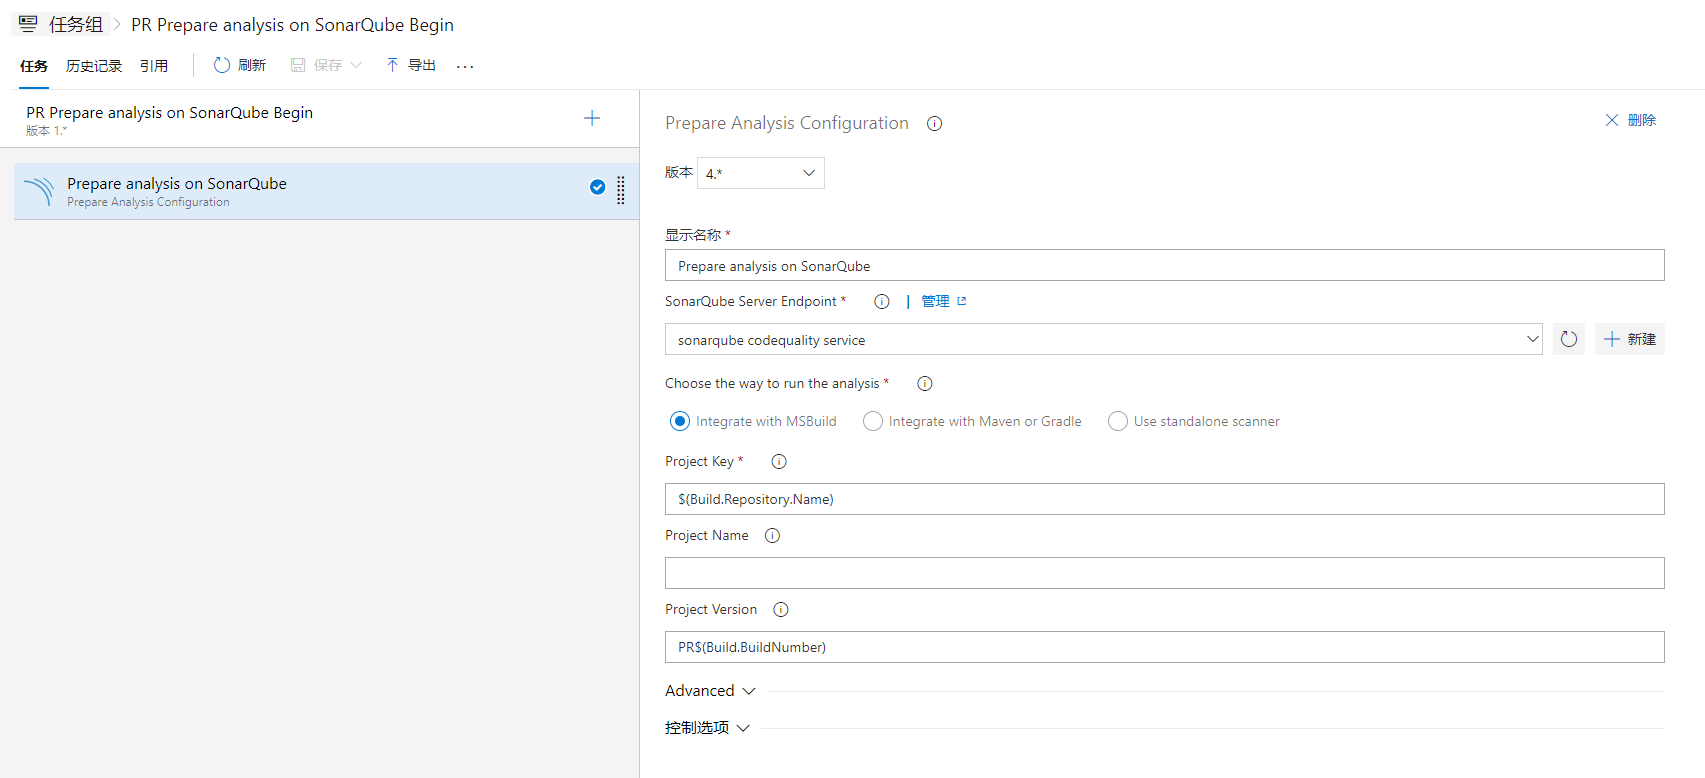 任务组 PR Prepare analysis on SonarQube Begin
任务 历史记录 引用 刷新 保存 导出 ...
PR Prepare analysis on SonarQube Begin
版本 1.*
Prepare analysis on SonarQube
Prepare Analysis Configuration
Prepare Analysis Configuration 删除
版本 4.*
显示名称 *
Prepare analysis on SonarQube
SonarQube Server Endpoint * | 管理
sonarqube codequality service 新建
Choose the way to run the analysis *
Integrate with MSBuild Integrate with Maven or Gradle Use standalone scanner
Project Key *
$(Build.Repository.Name)
Project Name
Project Version
PR$(Build.BuildNumber)
Advanced
控制选项